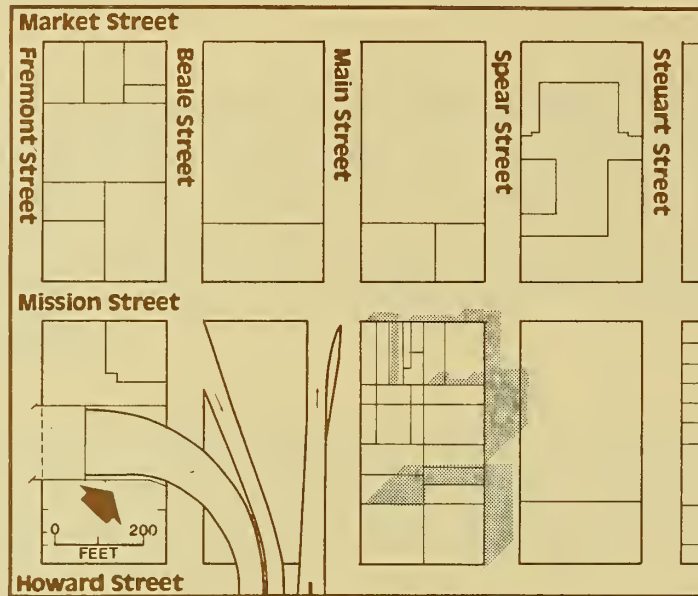 Market Street
Fremont Street
Beale Street
Main Street
Spear Street
Steuart Street
Mission Street
0 200
FEET
Howard Street